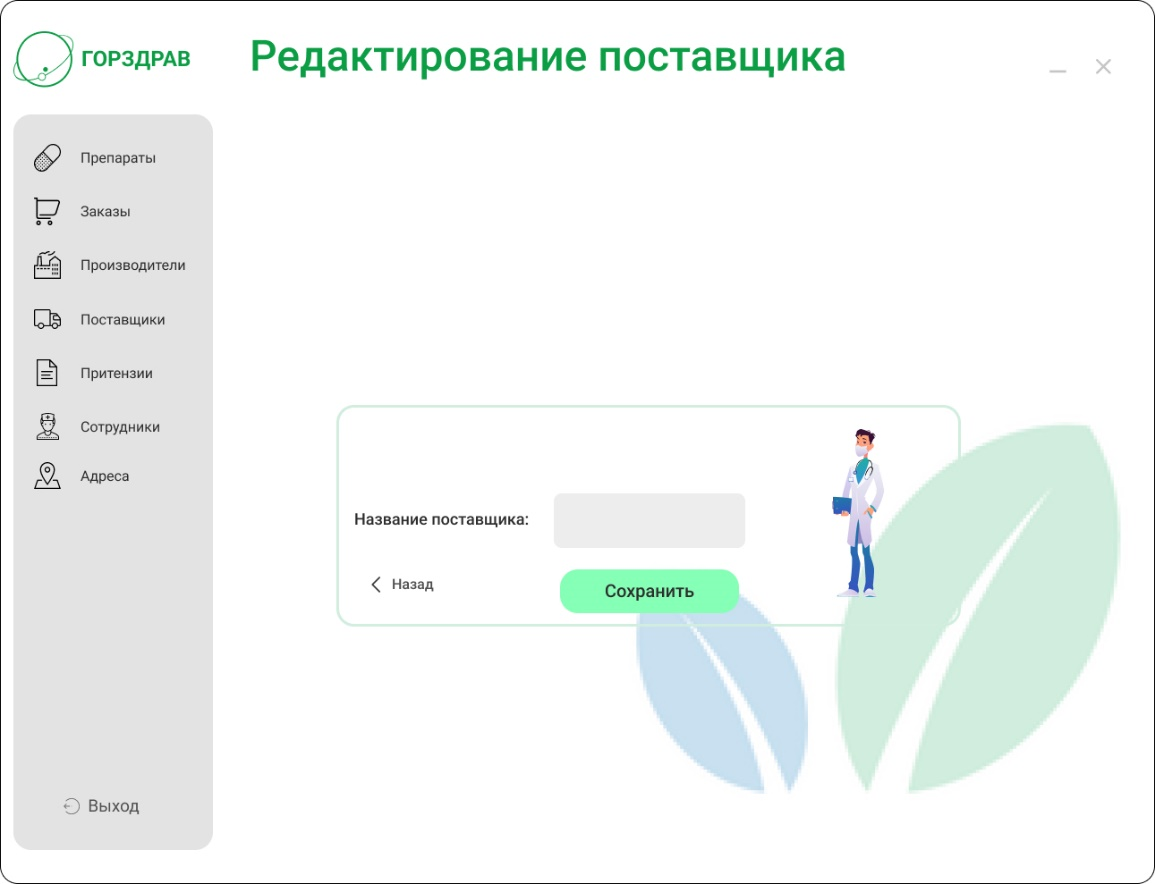 ГОРЗДРАВ
Редактирование поставщика
Препараты
Заказы
Производители
Поставщики
Притензии
Сотрудники
Адреса
Название поставщика:
Назад
Сохранить
Выход